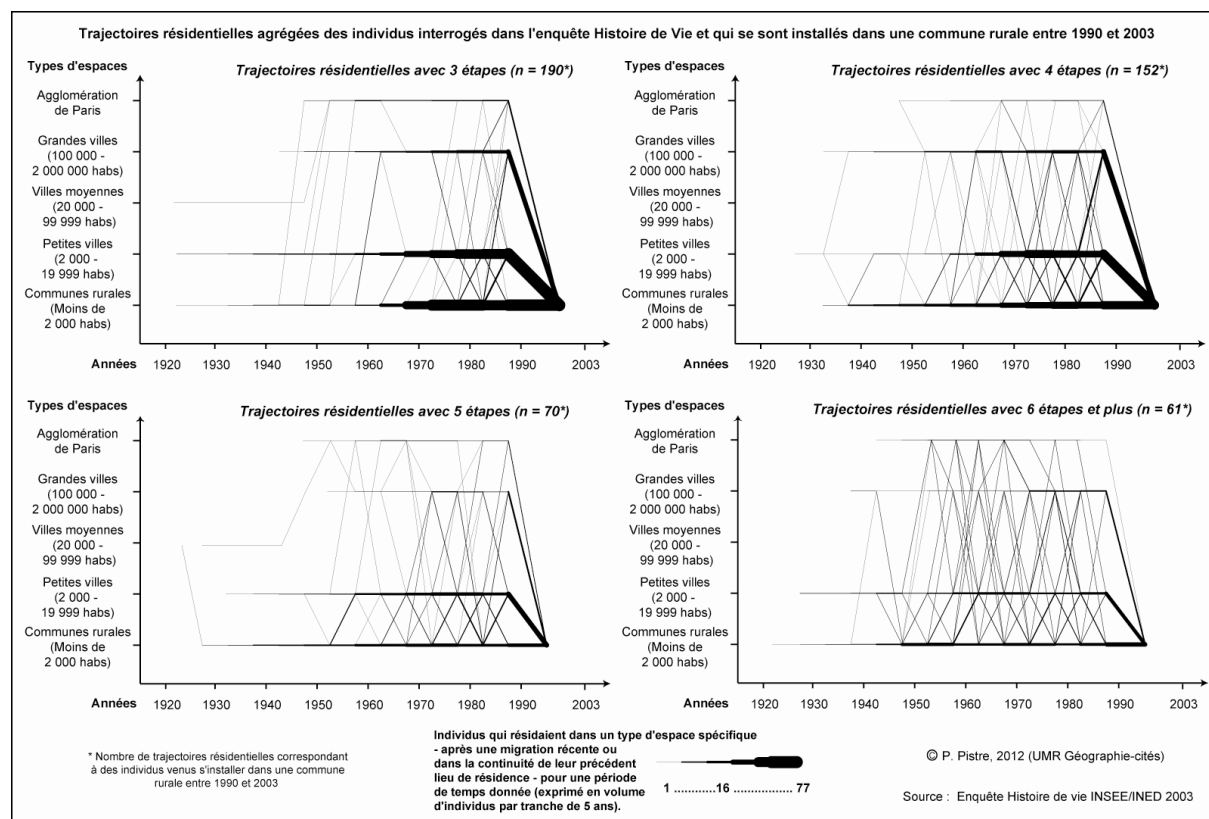 Trajectoires résidentielles agrégées des individus interrogés dans l'enquête Histoire de Vie et qui se sont installés dans une commune rurale entre 1990 et 2003
Types d'espaces
Trajectoires résidentielles avec 3 étapes (n = 190*)
Agglomération
de Paris
Grandes villes
(100 000 -
2 000 000 habs)
Villes moyennes
(20 000 -
99 999 habs)
Petites villes
(2 000 -
19 999 habs)
Communes rurales
(Moins de
2 000 habs)
Années
1920 1930 1940 1950 1960 1970 1980 1990 2003
Types d'espaces
Trajectoires résidentielles avec 4 étapes (n = 152*)
Agglomération
de Paris
Grandes villes
(100 000 -
2 000 000 habs)
Villes moyennes
(20 000 -
99 999 habs)
Petites villes
(2 000 -
19 999 habs)
Communes rurales
(Moins de
2 000 habs)
Années
1920 1930 1940 1950 1960 1970 1980 1990 2003
Types d'espaces
Trajectoires résidentielles avec 5 étapes (n = 70*)
Agglomération
de Paris
Grandes villes
(100 000 -
2 000 000 habs)
Villes moyennes
(20 000 -
99 999 habs)
Petites villes
(2 000 -
19 999 habs)
Communes rurales
(Moins de
2 000 habs)
Années
1920 1930 1940 1950 1960 1970 1980 1990 2003
Types d'espaces
Trajectoires résidentielles avec 6 étapes et plus (n = 61*)
Agglomération
de Paris
Grandes villes
(100 000 -
2 000 000 habs)
Villes moyennes
(20 000 -
99 999 habs)
Petites villes
(2 000 -
19 999 habs)
Communes rurales
(Moins de
2 000 habs)
Années
1920 1930 1940 1950 1960 1970 1980 1990 2003
* Nombre de trajectoires résidentielles correspondant
à des individus venus s'installer dans une commune
rurale entre 1990 et 2003
Individus qui résidaient dans un type d'espace spécifique
- après une migration récente ou
dans la continuité de leur précédent
lieu de résidence - pour une période
de temps donnée (exprimé en volume
d'individus par tranche de 5 ans).
1 ............16 ................. 77
© P. Pistre, 2012 (UMR Géographie-cités)
Source : Enquête Histoire de vie INSEE/INED 2003